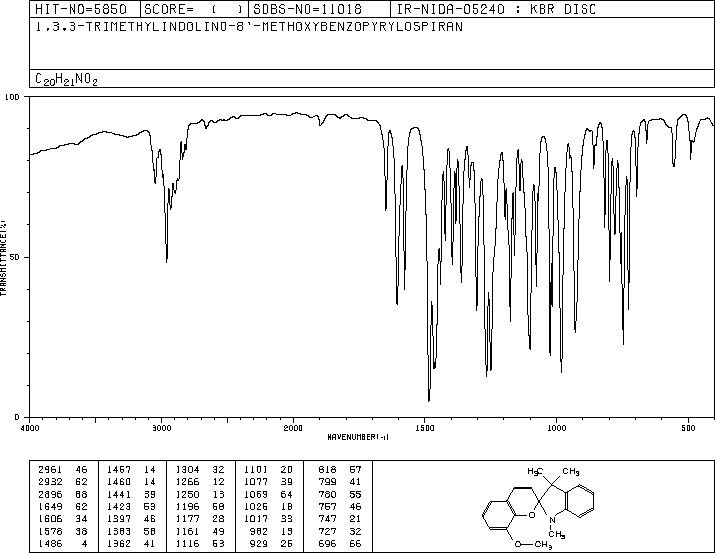 HIT-NO=5850 SCORE= ( ) SDBS-NO=11018 IR-NIDA-05240 : KBR DISC
1,3,3-TRIMETHYLINDOLINO-8'-METHOXYBENZOPYRYLOSPIRAN
C20H21NO2
100
50
0
TRANSMITTANCE(%)
4000 3000 2000 1500 1000 500
WAVENUMBER(-1)
2961 46 1467 14 1304 32 1101 20 818 57
2932 62 1460 14 1266 12 1077 39 799 41
2896 68 1441 39 1250 13 1069 64 780 55
1649 62 1423 53 1196 60 1026 18 757 46
1606 34 1397 46 1177 28 1017 33 747 21
1578 38 1383 58 1161 49 982 13 727 32
1486 4 1362 41 1116 53 929 25 696 66
H3C CH3
O N
CH3
O CH3